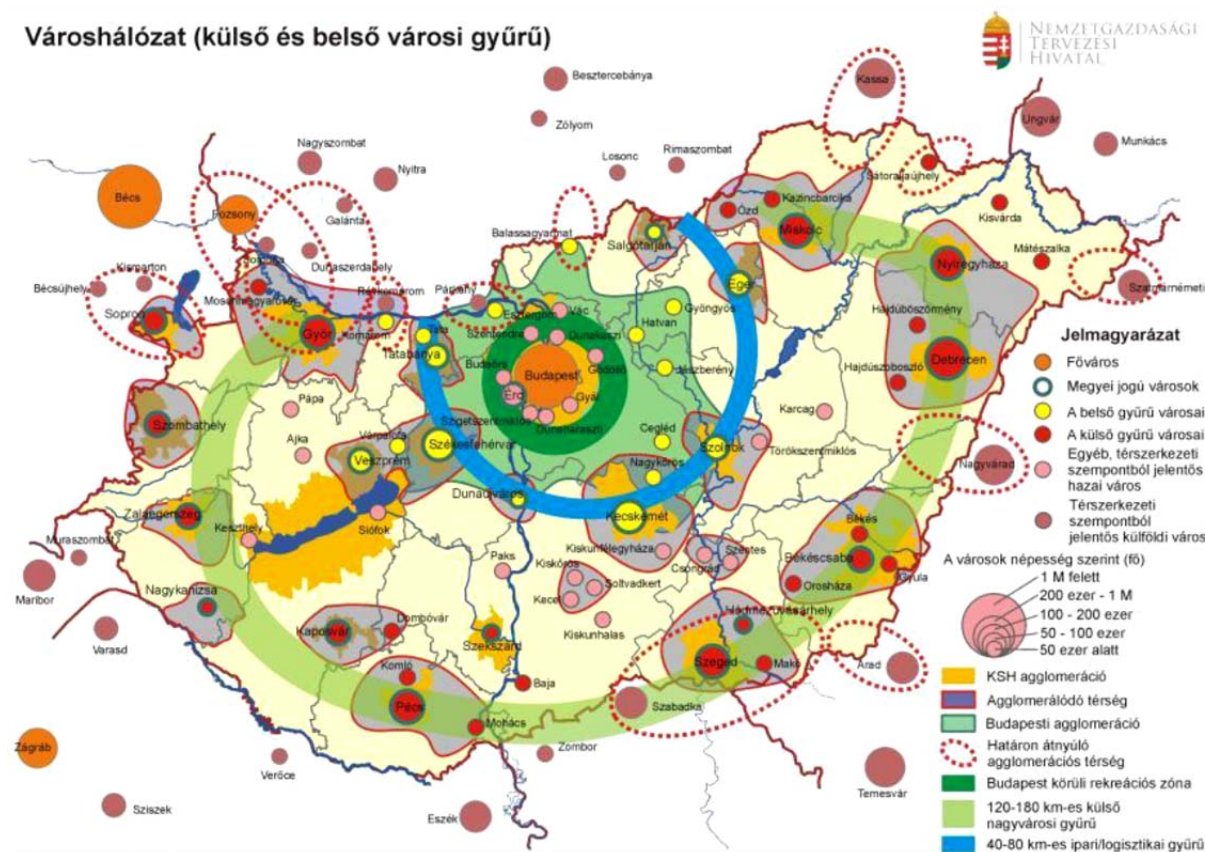 Városhálózat (külső és belső városi gyűrű)
NEMZETGAZDASÁGI
TERVEZÉSI
HIVATAL
Besztercebánya
Kassa
Zólyom
Ungvár
Munkács
Nagyszombat
Nyitra
Losonc
Rimaszombat
Bécs
Pozsony
Galánta
Sátoraljaújhely
Ózd
Kazincbarcika
Kisvárda
Miskolc
Balassagyarmat
Salgótarján
Dunaszerdahely
Kismarton
Bécsújhely
Mosonmagyaróvár
Révkomárom
Párkány
Nyíregyháza
Mátészalka
Szatmárnémeti
Eger
Sopron
Győr
Komárom
Tata
Tatabánya
Esztergom
Vác
Szentendre
Dunakeszi
Gyöngyös
Hatvan
Hajdúböszörmény
Debrecen
Hajdúszoboszló
Budaörs
Budapest
Gödöllő
Jászberény
Érd
Gyál
Szigetszentmiklós
Dunaharaszti
Pápa
Ajka
Várpalota
Székesfehérvár
Veszprém
Szombathely
Cegléd
Szolnok
Karcag
Törökszentmiklós
Nagyvárad
Nagykőrös
Dunaújváros
Kecskemét
Zalaegerszeg
Keszthely
Siófok
Muraszombat
Maribor
Nagykanizsa
Varasd
Paks
Kiskunfélegyháza
Kiskőrös
Soltvadkert
Kecel
Kiskunhalas
Csongrád
Szentes
Békés
Békéscsaba
Gyula
Orosháza
Hódmezővásárhely
Kaposvár
Dombóvár
Szekszárd
Komló
Pécs
Baja
Mohács
Szeged
Makó
Arad
Szabadka
Zombor
Zágráb
Verőce
Sziszek
Eszék
Temesvár
Jelmagyarázat
Főváros
Megyei jogú városok
A belső gyűrű városai
A külső gyűrű városai
Egyéb, térszerkezeti
szempontból jelentős
hazai város
Térszerkezeti
szempontból
jelentős külföldi város
A városok népesség szerint (fő)
1 M felett
200 ezer - 1 M
100 - 200 ezer
50 - 100 ezer
50 ezer alatt
KSH agglomeráció
Agglomerálódó térség
Budapesti agglomeráció
Határon átnyúló
agglomerációs térség
Budapest körüli rekreációs zóna
120-180 km-es külső
nagyvárosi gyűrű
40-80 km-es ipari/logisztikai gyűrű